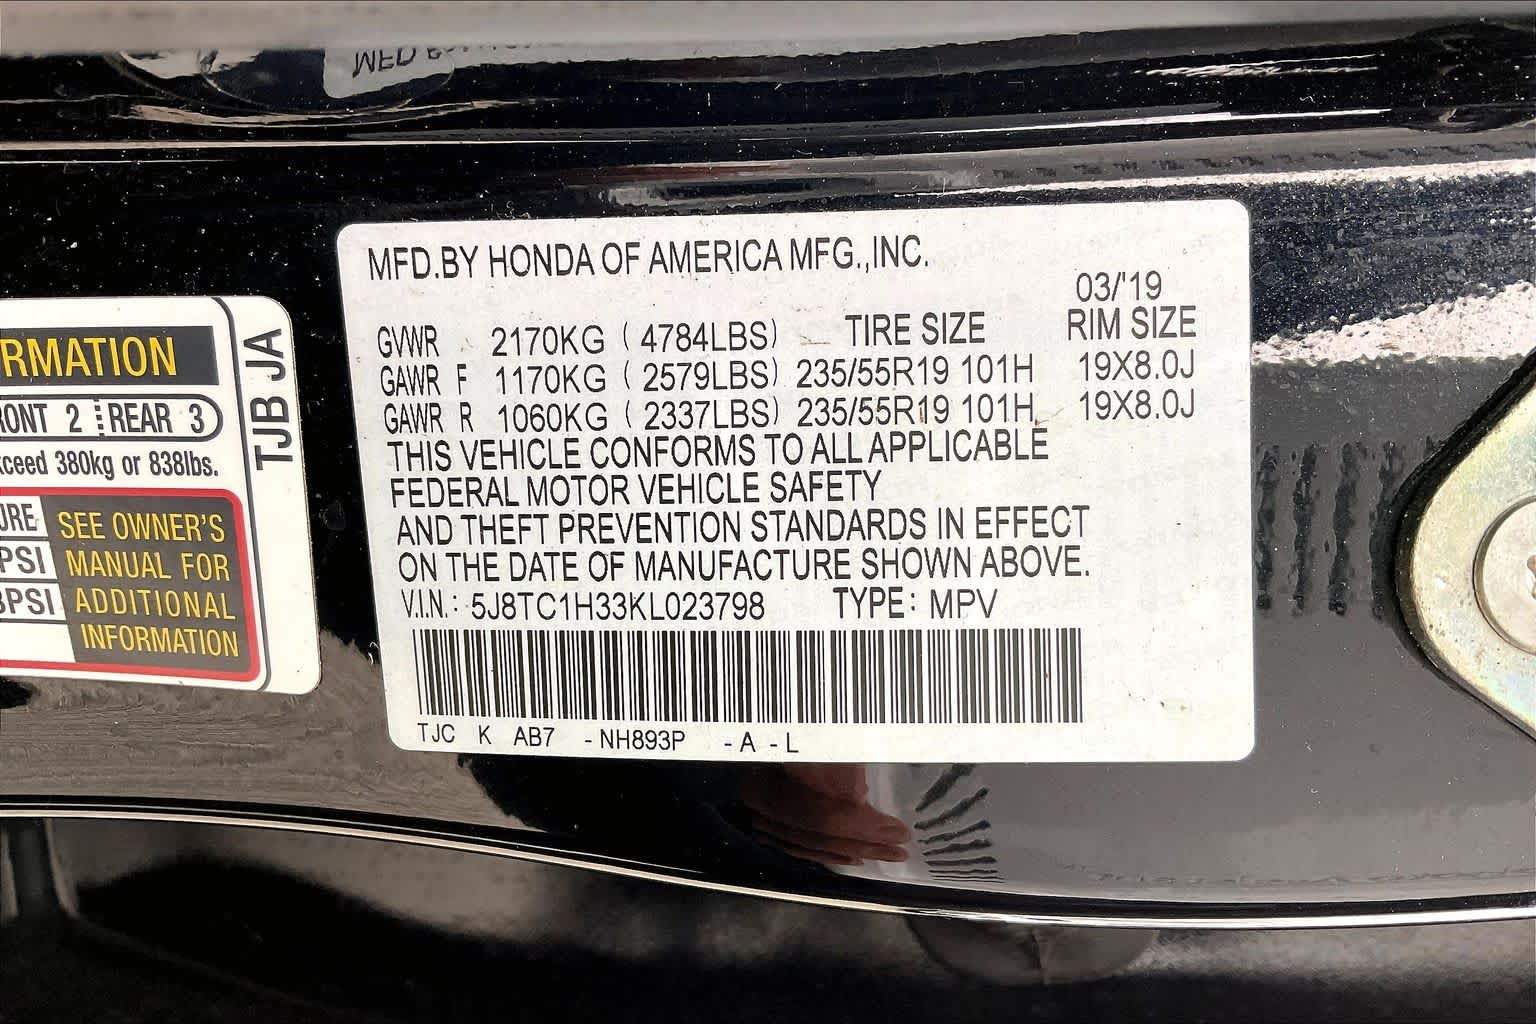 MFD.BY HONDA OF AMERICA MFG.,INC.
03/'19
GVWR 2170KG ( 4784LBS) TIRE SIZE RIM SIZE
GAWR F 1170KG ( 2579LBS) 235/55R19 101H 19X8.0J
GAWR R 1060KG ( 2337LBS) 235/55R19 101H 19X8.0J
THIS VEHICLE CONFORMS TO ALL APPLICABLE
FEDERAL MOTOR VEHICLE SAFETY
AND THEFT PREVENTION STANDARDS IN EFFECT
ON THE DATE OF MANUFACTURE SHOWN ABOVE.
V.I.N.: 5J8TC1H33KL023798 TYPE: MPV
TJC K AB7 -NH893P -A -L
RMATION
RONT 2 REAR 3
xceed 380kg or 838lbs.
URE
PSI
3PSI
SEE OWNER'S
MANUAL FOR
ADDITIONAL
INFORMATION
TJB JA